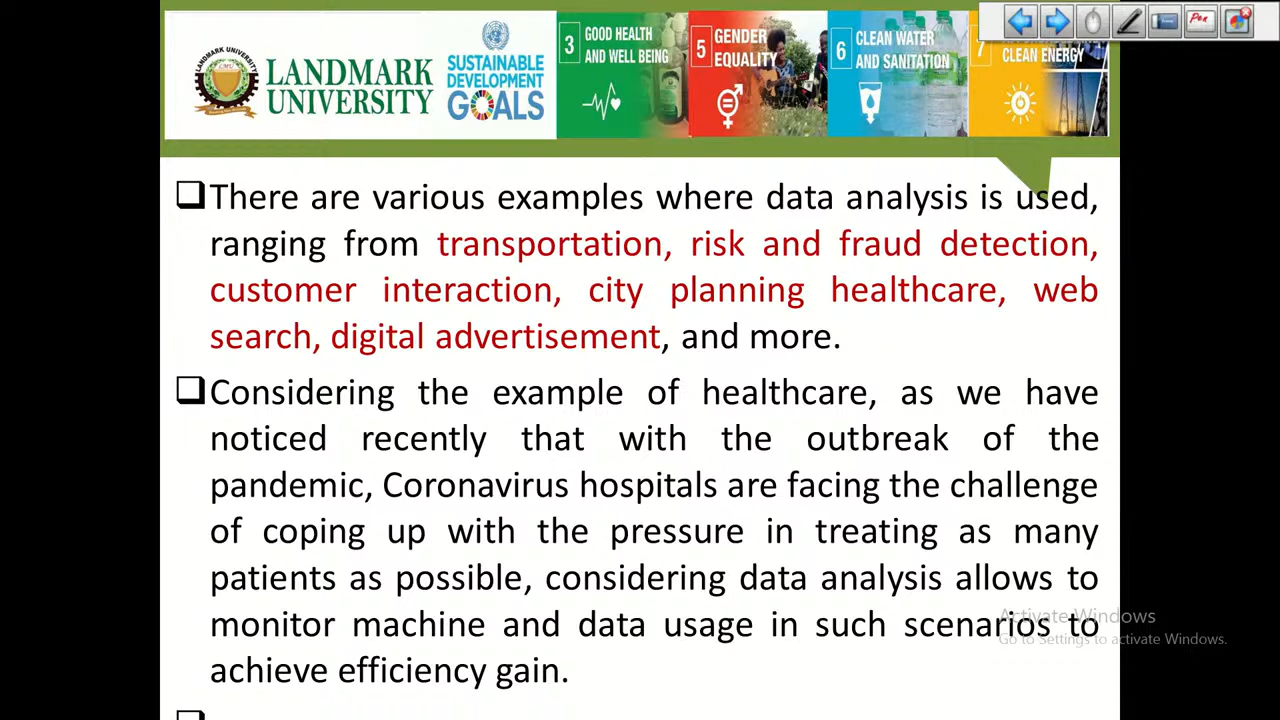 LANDMARK UNIVERSITY
LMU
LANDMARK
UNIVERSITY
SUSTAINABLE
DEVELOPMENT
GOALS
3 GOOD HEALTH
AND WELL BEING
5 GENDER
EQUALITY
6 CLEAN WATER
AND SANITATION
7
CLEAN ENERGY
Pen
❑There are various examples where data analysis is used,
ranging from transportation, risk and fraud detection,
customer interaction, city planning healthcare, web
search, digital advertisement, and more.
❑Considering the example of healthcare, as we have
noticed recently that with the outbreak of the
pandemic, Coronavirus hospitals are facing the challenge
of coping up with the pressure in treating as many
patients as possible, considering data analysis allows to
monitor machine and data usage in such scenarios to
achieve efficiency gain.
Activate Windows
Go to Settings to activate Windows.